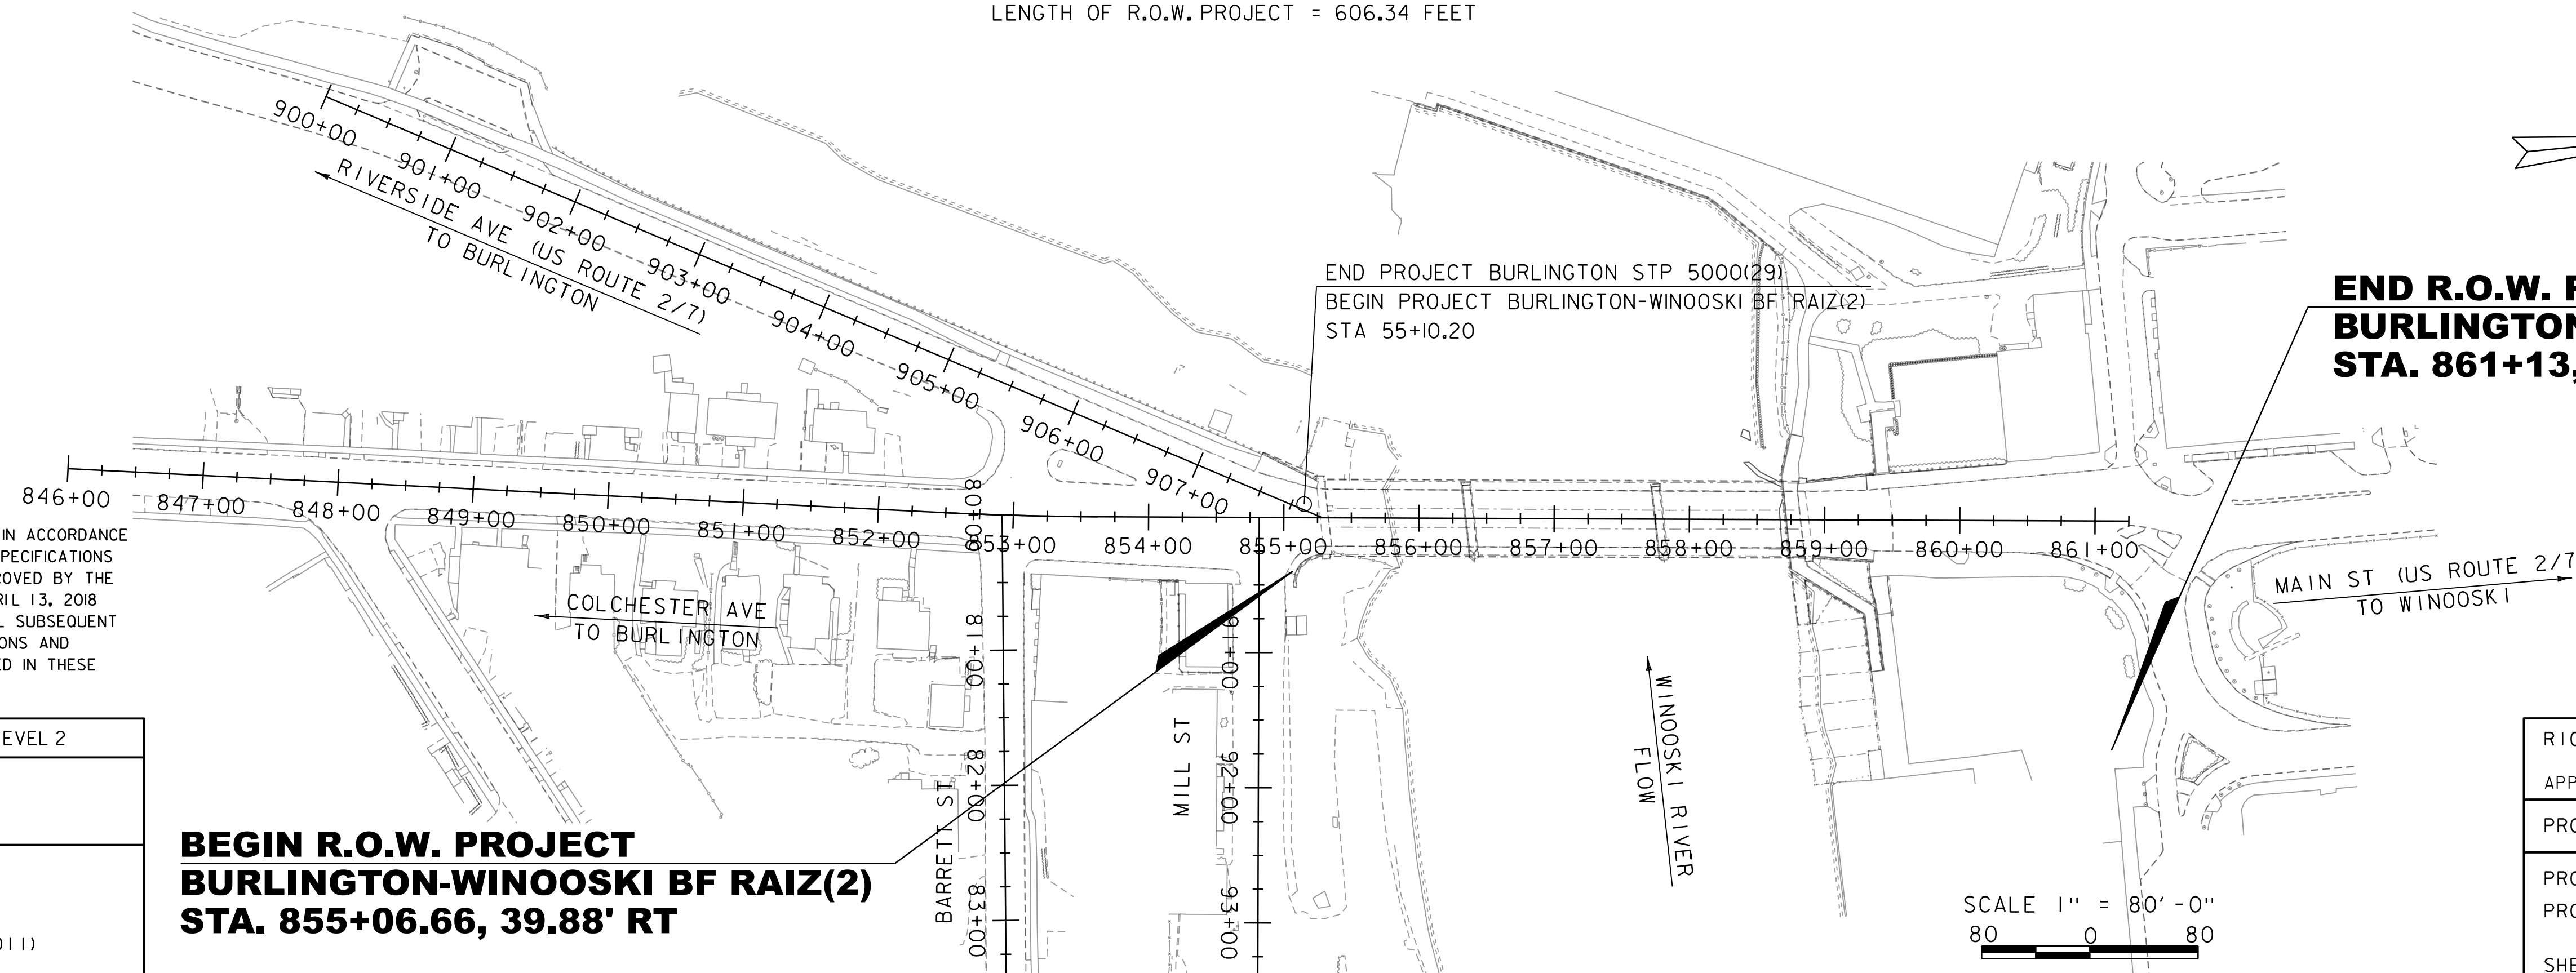 LENGTH OF R.O.W. PROJECT = 606.34 FEET
900+00
901+00
902+00
903+00
904+00
905+00
906+00
907+00
RIVERSIDE AVE (US ROUTE 2/7)
TO BURLINGTON
END PROJECT BURLINGTON STP 5000(29)
BEGIN PROJECT BURLINGTON-WINOOSKI BF RAIZ(2)
STA 55+10.20
END R.O.W.
BURLINGTON
STA. 861+13.
846+00
847+00
848+00
849+00
850+00
851+00
852+00
853+00
854+00
855+00
856+00
857+00
858+00
859+00
860+00
861+00
80+00
81+00
82+00
83+00
91+00
92+00
93+00
IN ACCORDANCE
SPECIFICATIONS
ROVED BY THE
RIL 13, 2018
L SUBSEQUENT
ONS AND
ED IN THESE
COLCHESTER AVE
TO BURLINGTON
MAIN ST (US ROUTE 2/7
TO WINOOSKI
BARRETT ST
MILL ST
WINOOSKI RIVER
FLOW
EVEL 2
BEGIN R.O.W. PROJECT
BURLINGTON-WINOOSKI BF RAIZ(2)
STA. 855+06.66, 39.88' RT
SCALE 1" = 80'-0"
80 0 80
011)
RIG
APP
PRO
PRO
PRO
SHE